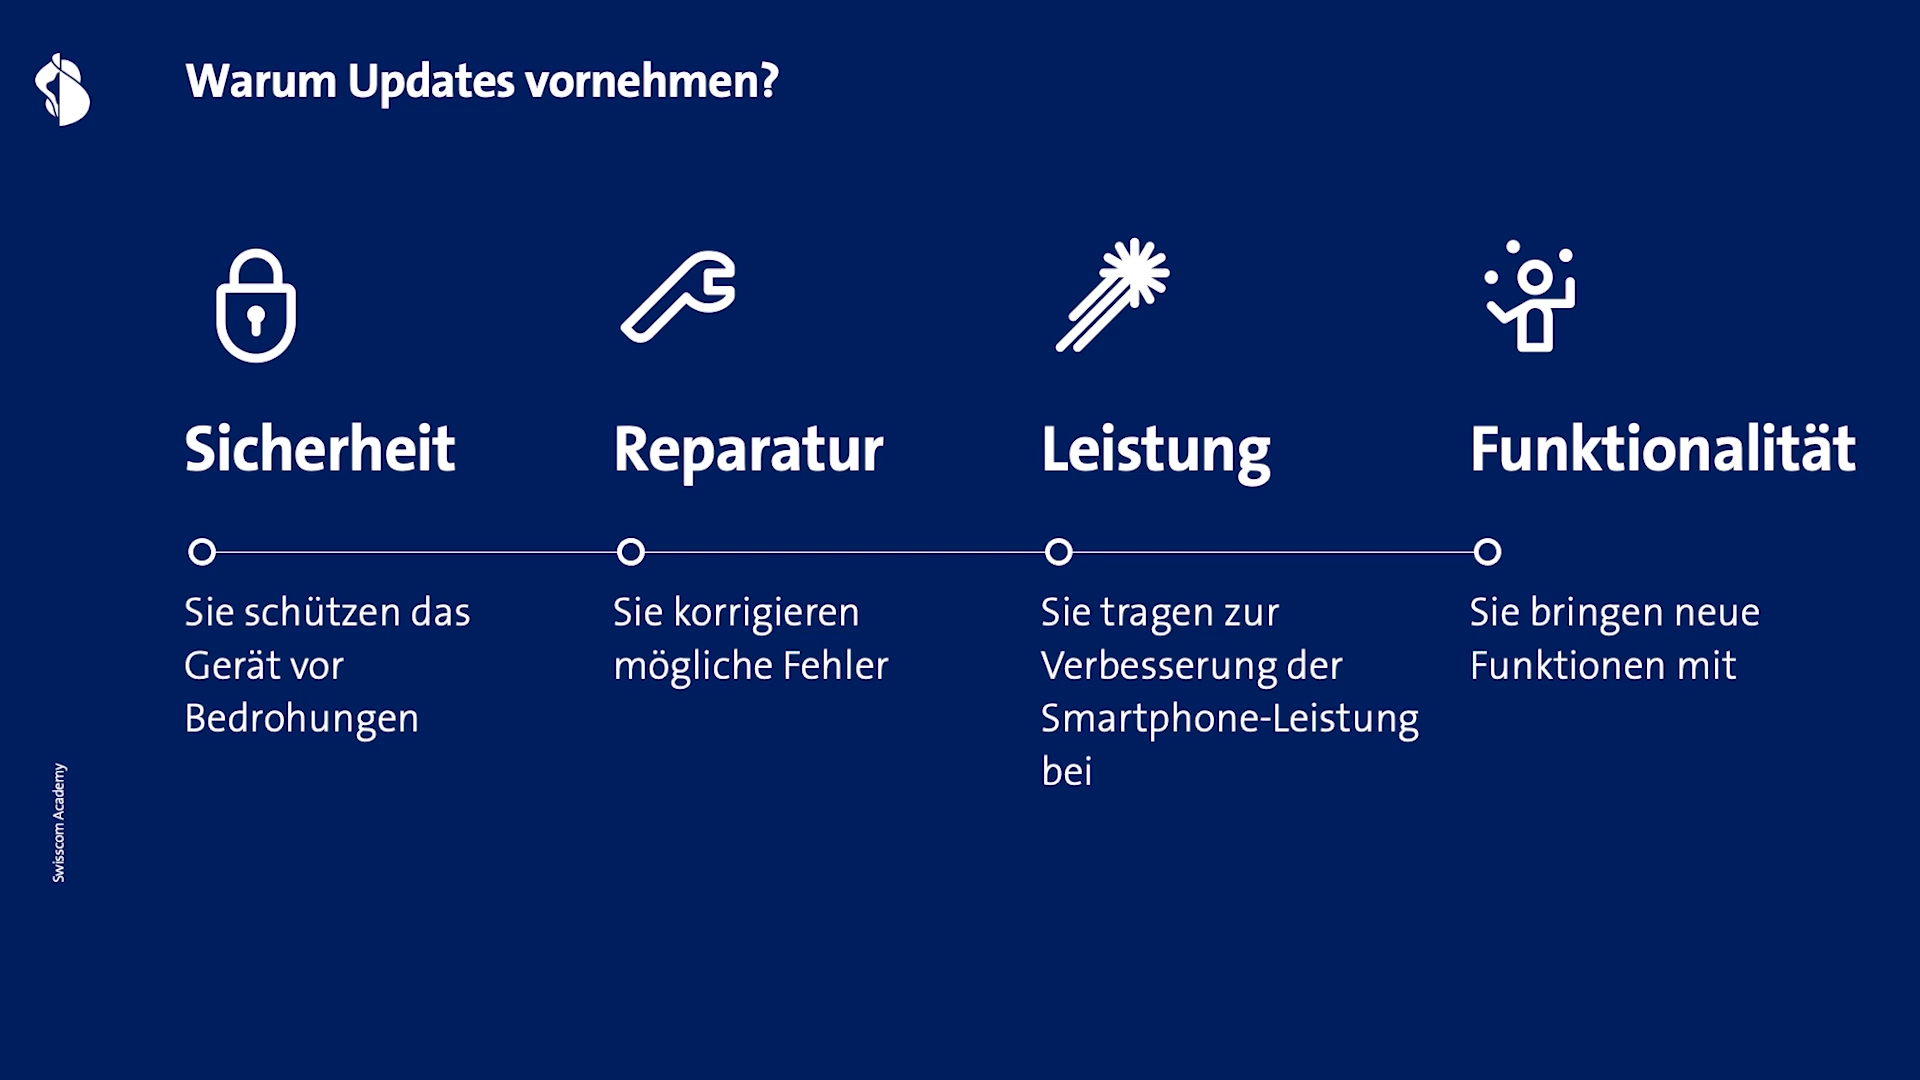 Warum Updates vornehmen?
Sicherheit
Sie schützen das
Gerät vor
Bedrohungen
Reparatur
Sie korrigieren
mögliche Fehler
Leistung
Sie tragen zur
Verbesserung der
Smartphone-Leistung
bei
Funktionalität
Sie bringen neue
Funktionen mit
Swisscom Academy